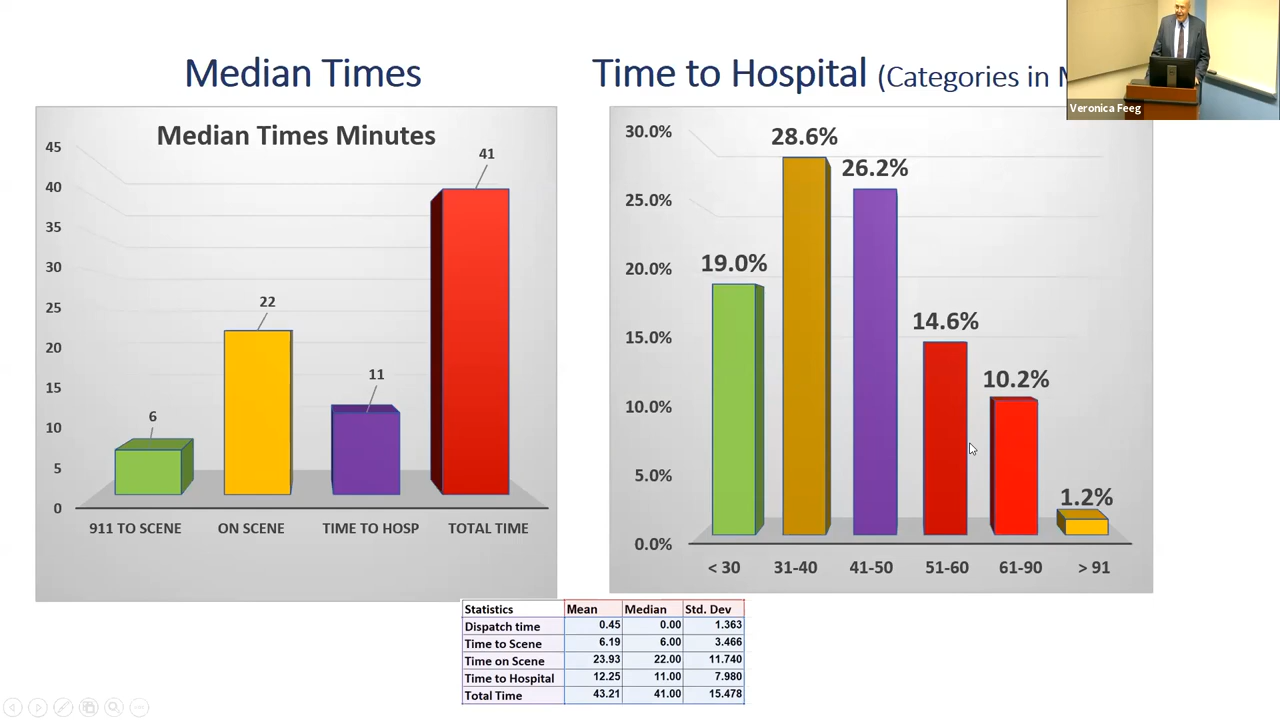 Median Times
Time to Hospital (Categories in
Veronica Feeg
Median Times Minutes
45
40
35
30
25
20
15
10
5
0
6
22
11
41
911 TO SCENE
ON SCENE
TIME TO HOSP
TOTAL TIME
30.0%
25.0%
20.0%
15.0%
10.0%
5.0%
0.0%
19.0%
28.6%
26.2%
14.6%
10.2%
1.2%
< 30
31-40
41-50
51-60
61-90
> 91
Statistics Mean Median Std. Dev
Dispatch time 0.45 0.00 1.363
Time to Scene 6.19 6.00 3.466
Time on Scene 23.93 22.00 11.740
Time to Hospital 12.25 11.00 7.980
Total Time 43.21 41.00 15.478